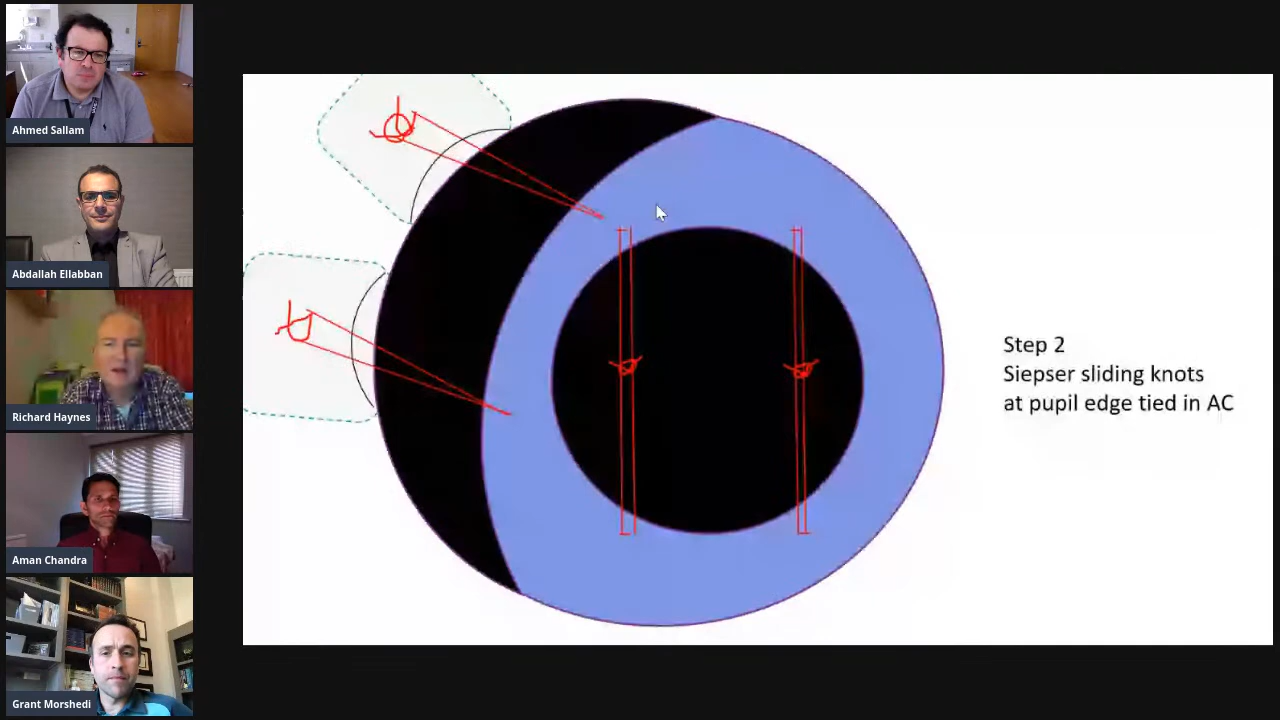 Ahmed Sallam
Abdallah Ellabban
Richard Haynes
Aman Chandra
Grant Morshedi
Step 2
Siepser sliding knots
at pupil edge tied in AC